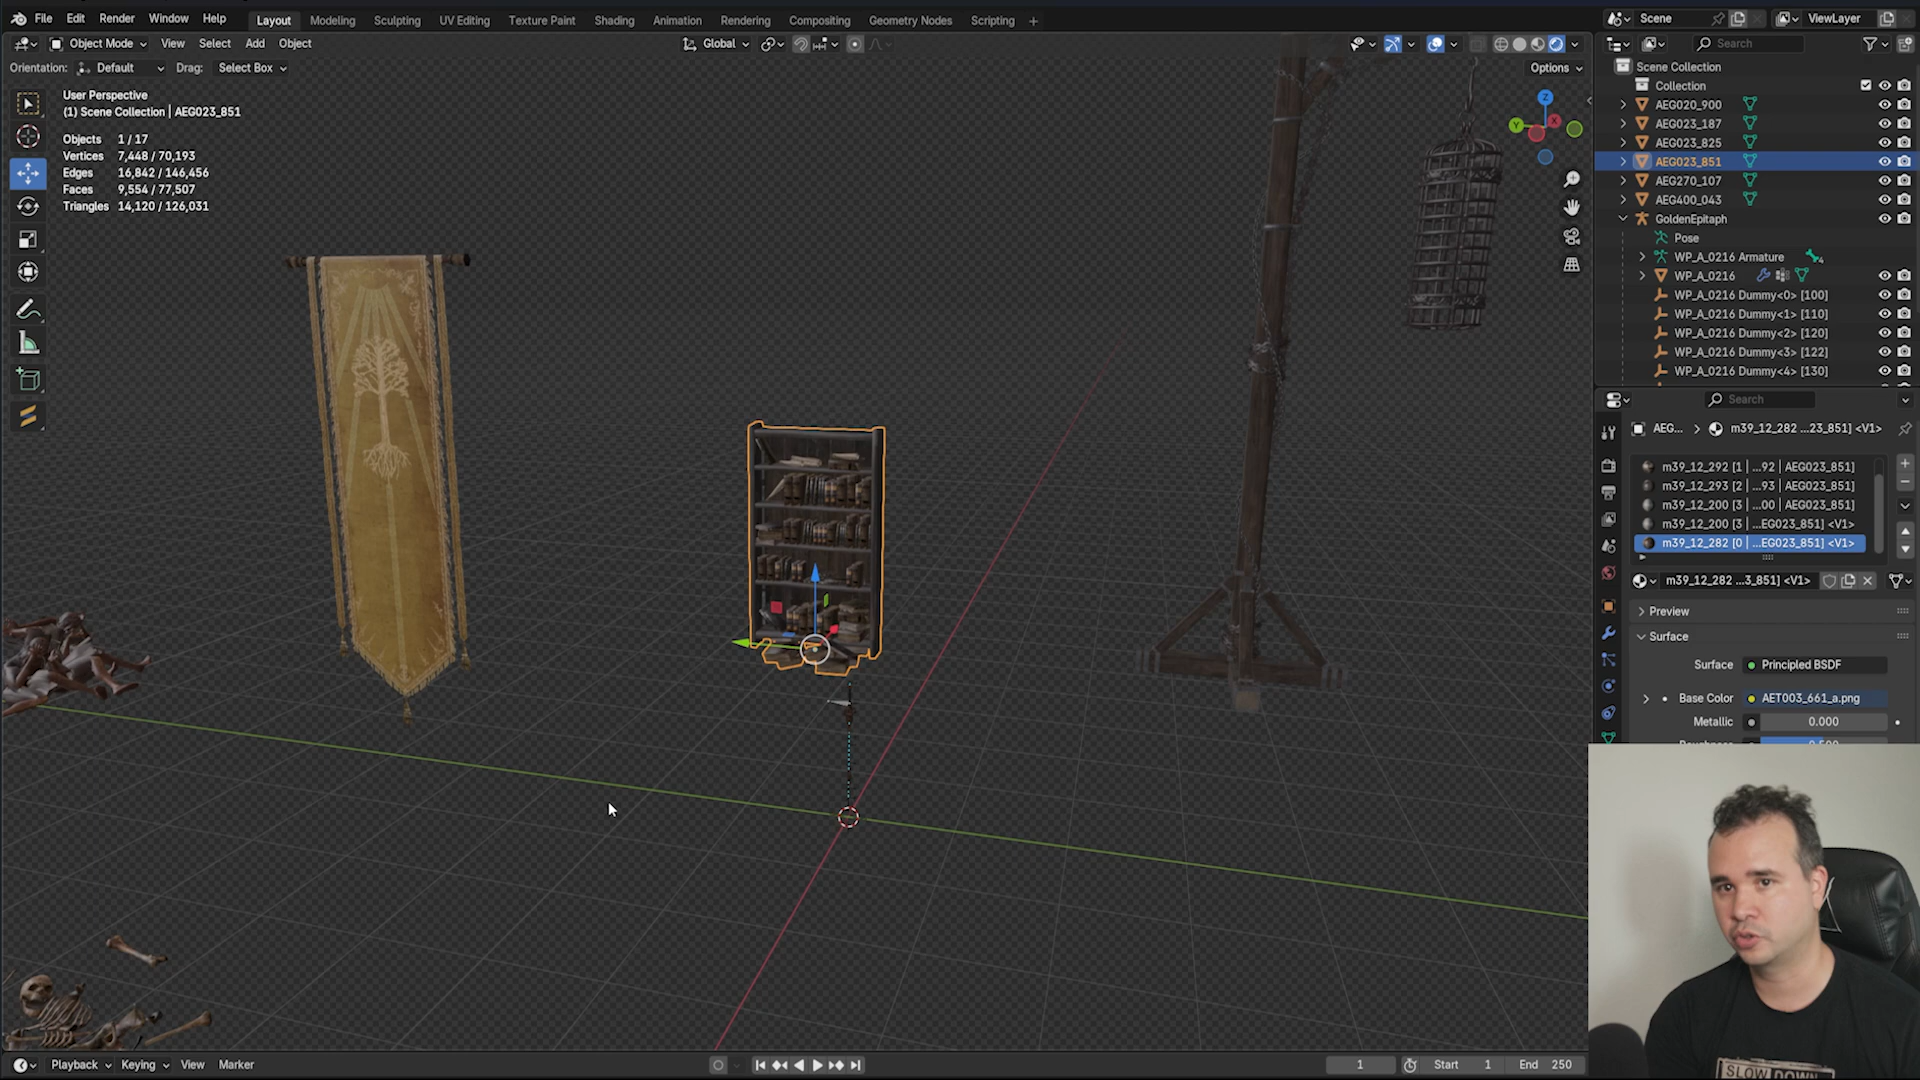 File Edit Render Window Help Layout Modeling Sculpting UV Editing Texture Paint Shading Animation Rendering Compositing Geometry Nodes Scripting + Scene ViewLayer
Object Mode View Select Add Object Global Search
Orientation: Default Drag: Select Box Options
User Perspective
(1) Scene Collection | AEG023_851
Objects 1 / 17
Vertices 7,448 / 70,193
Edges 16,842 / 146,456
Faces 9,554 / 77,507
Triangles 14,120 / 126,031
Z
Y
X
Scene Collection
Collection
AEG020_900
AEG023_187
AEG023_825
AEG023_851
AEG270_107
AEG400_043
GoldenEpitaph
Pose
WP_A_0216 Armature 4
WP_A_0216
WP_A_0216 Dummy<0> [100]
WP_A_0216 Dummy<1> [110]
WP_A_0216 Dummy<2> [120]
WP_A_0216 Dummy<3> [122]
WP_A_0216 Dummy<4> [130]
Search
AEG... > m39_12_282 ...23_851] <V1>
m39_12_292 [1 | ...92 | AEG023_851]
m39_12_293 [2 | ...93 | AEG023_851]
m39_12_200 [3 | ...00 | AEG023_851]
m39_12_200 [3 | ...EG023_851] <V1>
m39_12_282 [0 | ...EG023_851] <V1>
m39_12_282 ...3_851] <V1>
Preview
Surface
Surface Principled BSDF
Base Color AET003_661_a.png
Metallic 0.000
SLOW DOWN
Playback Keying View Marker 1 Start 1 End 250